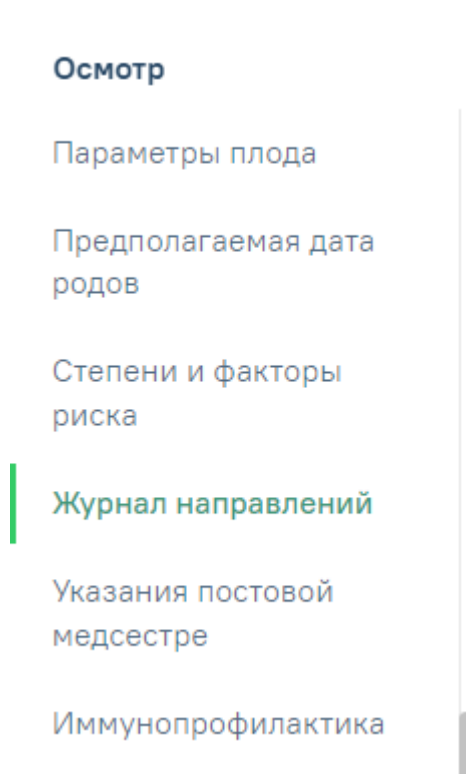 Осмотр
Параметры плода
Предполагаемая дата
родов
Степени и факторы
риска
Журнал направлений
Указания постовой
медсестре
Иммунопрофилактика